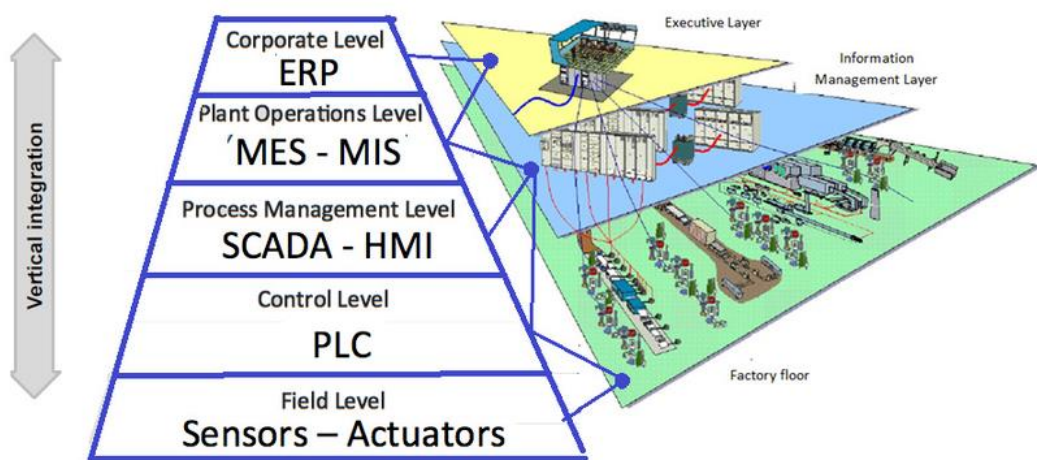 Vertical integration
Corporate Level
ERP
Plant Operations Level
MES - MIS
Process Management Level
SCADA - HMI
Control Level
PLC
Field Level
Sensors – Actuators
Executive Layer
Information
Management Layer
Factory floor